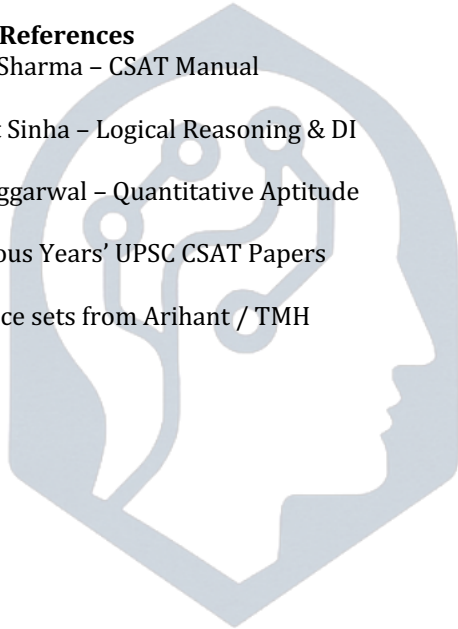 References
Sharma – CSAT Manual
Sinha – Logical Reasoning & DI
ggarwal – Quantitative Aptitude
ous Years’ UPSC CSAT Papers
ce sets from Arihant / TMH